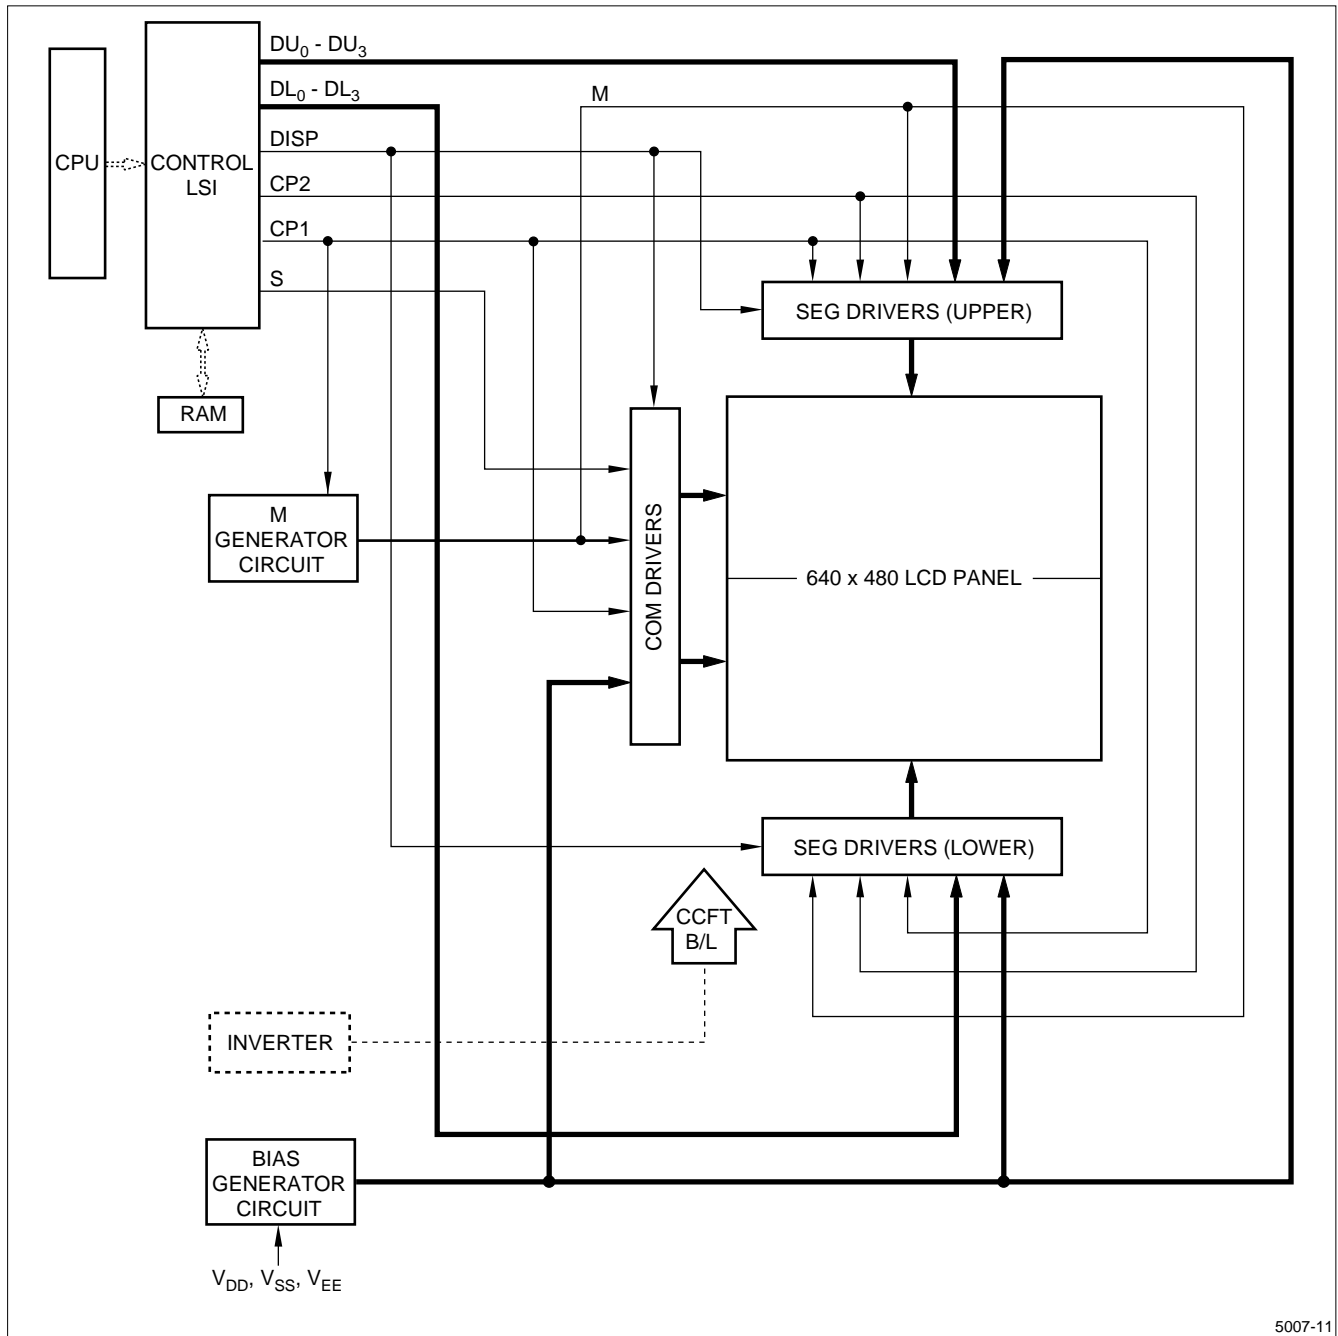 DU0 - DU3
DL0 - DL3
M
DISP
CPU
CONTROL
LSI
CP2
CP1
S
SEG DRIVERS (UPPER)
RAM
M
GENERATOR
CIRCUIT
COM DRIVERS
640 x 480 LCD PANEL
SEG DRIVERS (LOWER)
CCFT
B/L
INVERTER
BIAS
GENERATOR
CIRCUIT
VDD, VSS, VEE
5007-11